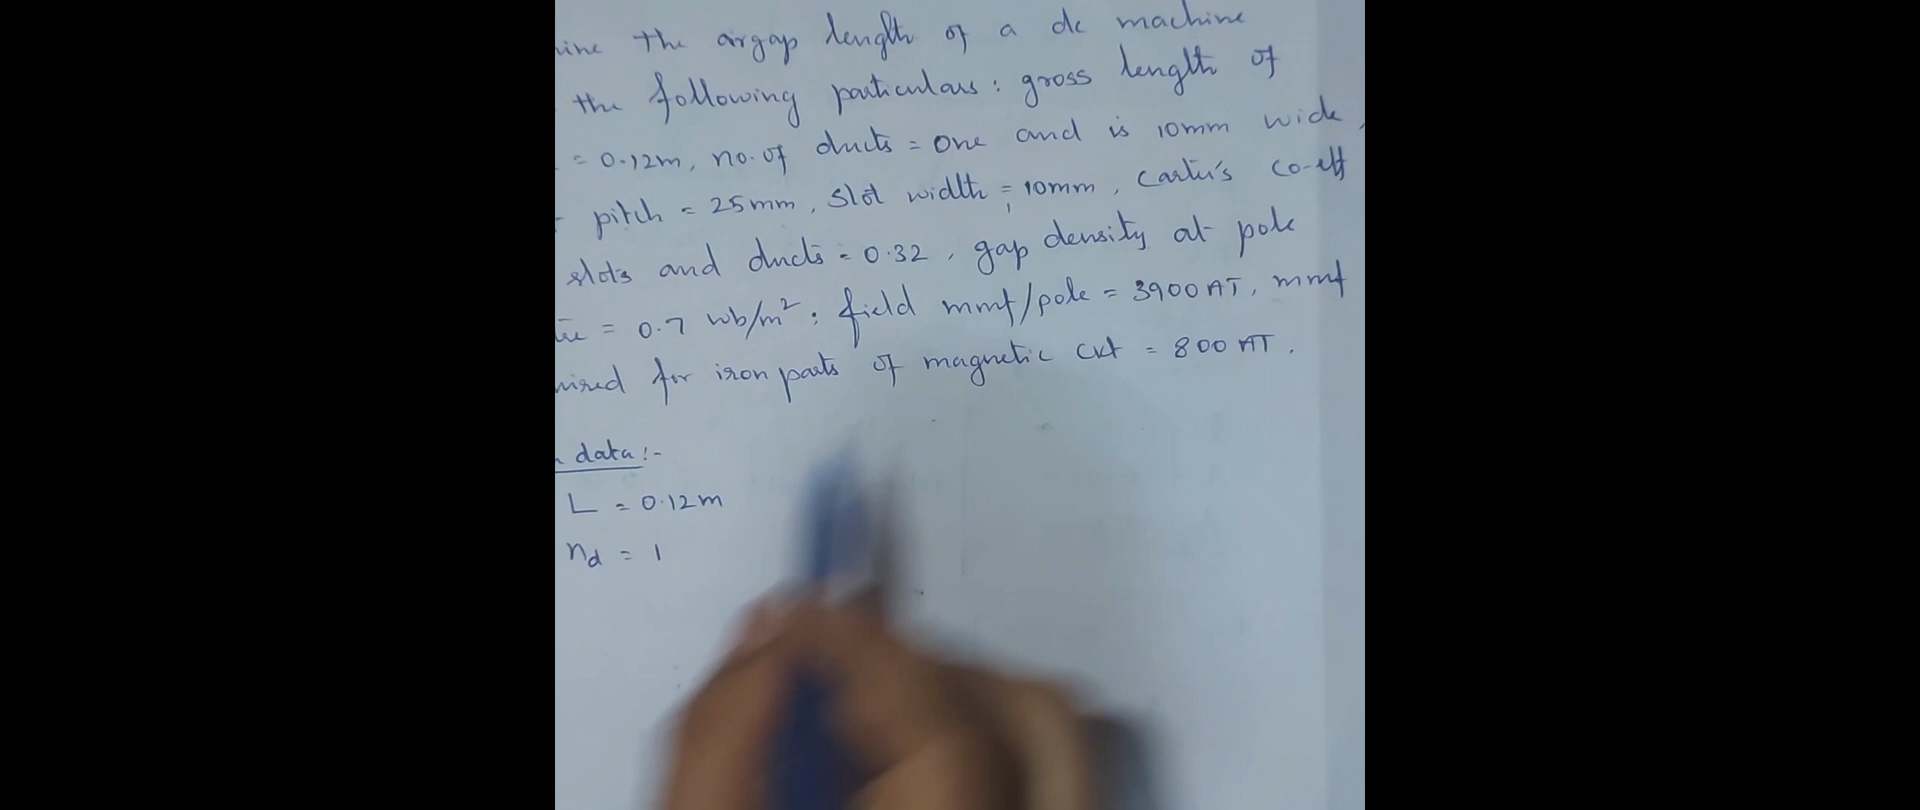 the airgap length of a dc machine
the following particulars: gross length of
= 0.12m, no. of ducts = one and is 10mm wide,
pitch = 25mm, slot width = 10mm, carter's co-eff
slots and ducts = 0.32, gap density at pole
= 0.7 wb/m²; field mmf/pole = 3900 AT, mmf
for iron parts of magnetic ckt = 800 AT.
data:-
L = 0.12m
nd = 1